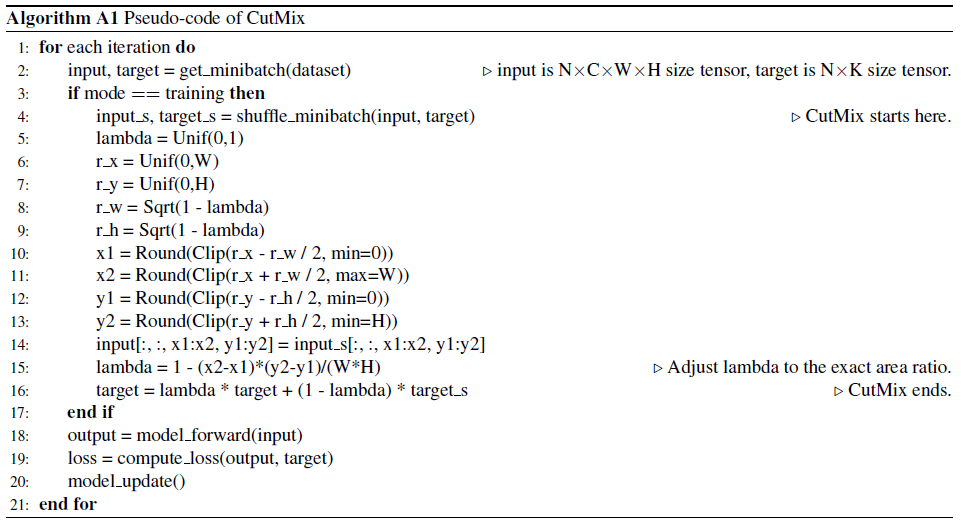 Algorithm A1 Pseudo-code of CutMix
1: for each iteration do
2: input, target = get_minibatch(dataset) ▷ input is N×C×W×H size tensor, target is N×K size tensor.
3: if mode == training then
4: input_s, target_s = shuffle_minibatch(input, target) ▷ CutMix starts here.
5: lambda = Unif(0,1)
6: r_x = Unif(0,W)
7: r_y = Unif(0,H)
8: r_w = Sqrt(1 - lambda)
9: r_h = Sqrt(1 - lambda)
10: x1 = Round(Clip(r_x - r_w / 2, min=0))
11: x2 = Round(Clip(r_x + r_w / 2, max=W))
12: y1 = Round(Clip(r_y - r_h / 2, min=0))
13: y2 = Round(Clip(r_y + r_h / 2, min=H))
14: input[:, :, x1:x2, y1:y2] = input_s[:, :, x1:x2, y1:y2]
15: lambda = 1 - (x2-x1)*(y2-y1)/(W*H) ▷ Adjust lambda to the exact area ratio.
16: target = lambda * target + (1 - lambda) * target_s ▷ CutMix ends.
17: end if
18: output = model_forward(input)
19: loss = compute_loss(output, target)
20: model_update()
21: end for